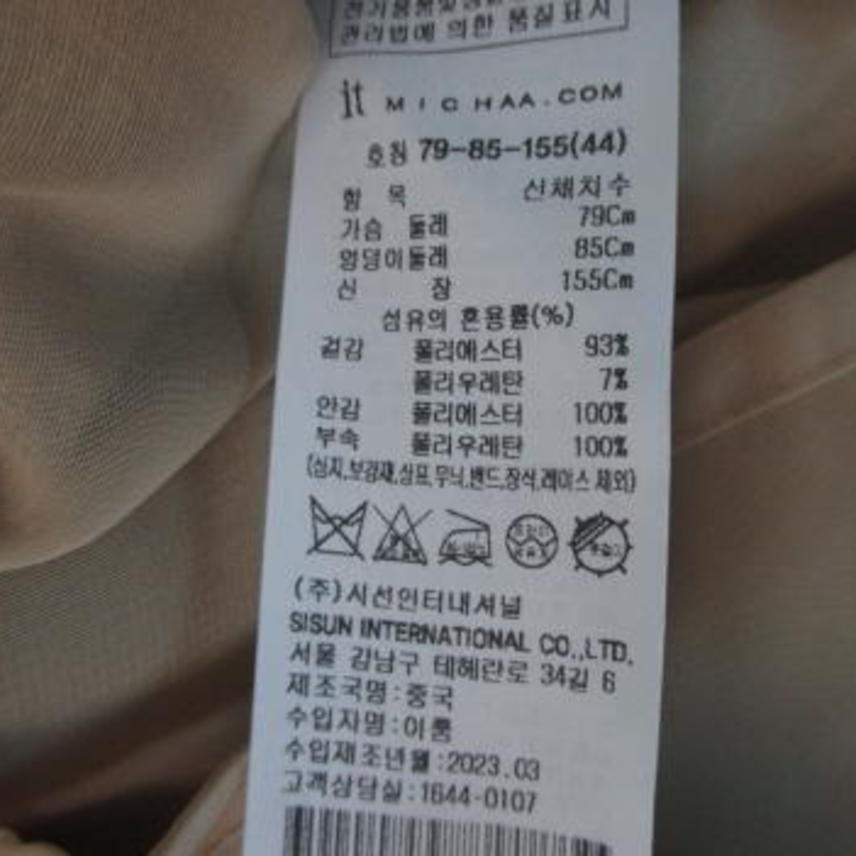 관리법에 의한 품질표시
it MICHAA.COM
호칭 79-85-155(44)
항 목 신체치수
가슴 둘레 79Cm
엉덩이둘레 85Cm
신 장 155Cm
섬유의 혼용률(%)
겉감 폴리에스터 93%
폴리우레탄 7%
안감 폴리에스터 100%
부속 폴리우레탄 100%
(심지,보강재,상표,무늬,밴드,장식,레이스 제외)
(주)시선인터내셔널
SISUN INTERNATIONAL CO.,LTD.
서울 강남구 테헤란로 34길 6
제조국명:중국
수입자명:이룸
수입제조년월:2023.03
고객상담실:1644-0107